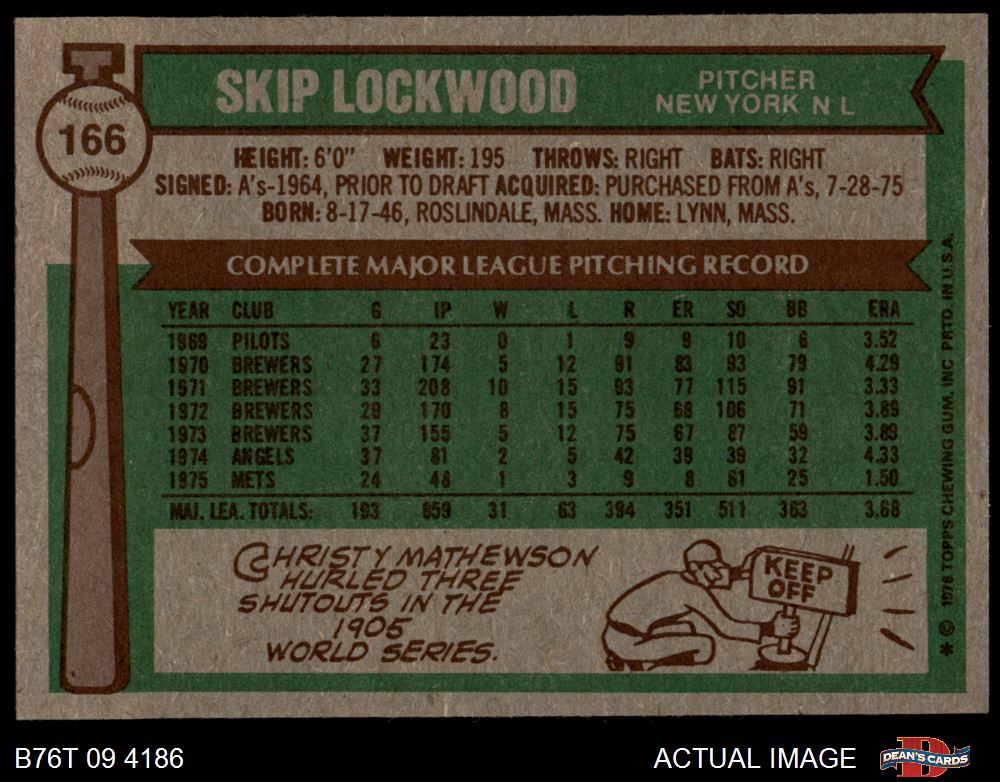 166
SKIP LOCKWOOD
PITCHER
NEW YORK N L
HEIGHT: 6'0" WEIGHT: 195 THROWS: RIGHT BATS: RIGHT
SIGNED: A's-1964, PRIOR TO DRAFT ACQUIRED: PURCHASED FROM A's, 7-28-75
BORN: 8-17-46, ROSLINDALE, MASS. HOME: LYNN, MASS.
COMPLETE MAJOR LEAGUE PITCHING RECORD
YEAR CLUB G IP W L R ER SO BB ERA
1969 PILOTS 6 23 0 1 9 9 10 6 3.52
1970 BREWERS 27 174 5 12 91 83 93 79 4.29
1971 BREWERS 33 208 10 15 83 77 115 91 3.33
1972 BREWERS 29 170 8 15 75 68 106 71 3.89
1973 BREWERS 37 155 5 12 75 67 87 59 3.89
1974 ANGELS 37 81 2 5 42 39 39 32 4.33
1975 METS 24 48 1 3 9 8 61 25 1.50
MAJ. LEA. TOTALS: 193 859 31 63 394 351 511 363 3.68
CHRISTY MATHEWSON
HURLED THREE
SHUTOUTS IN THE
1905
WORLD SERIES.
KEEP
OFF
* © 1976 TOPPS CHEWING GUM, INC PRTD. IN U.S.A.
B76T 09 4186
ACTUAL IMAGE
D
DEAN'S CARDS